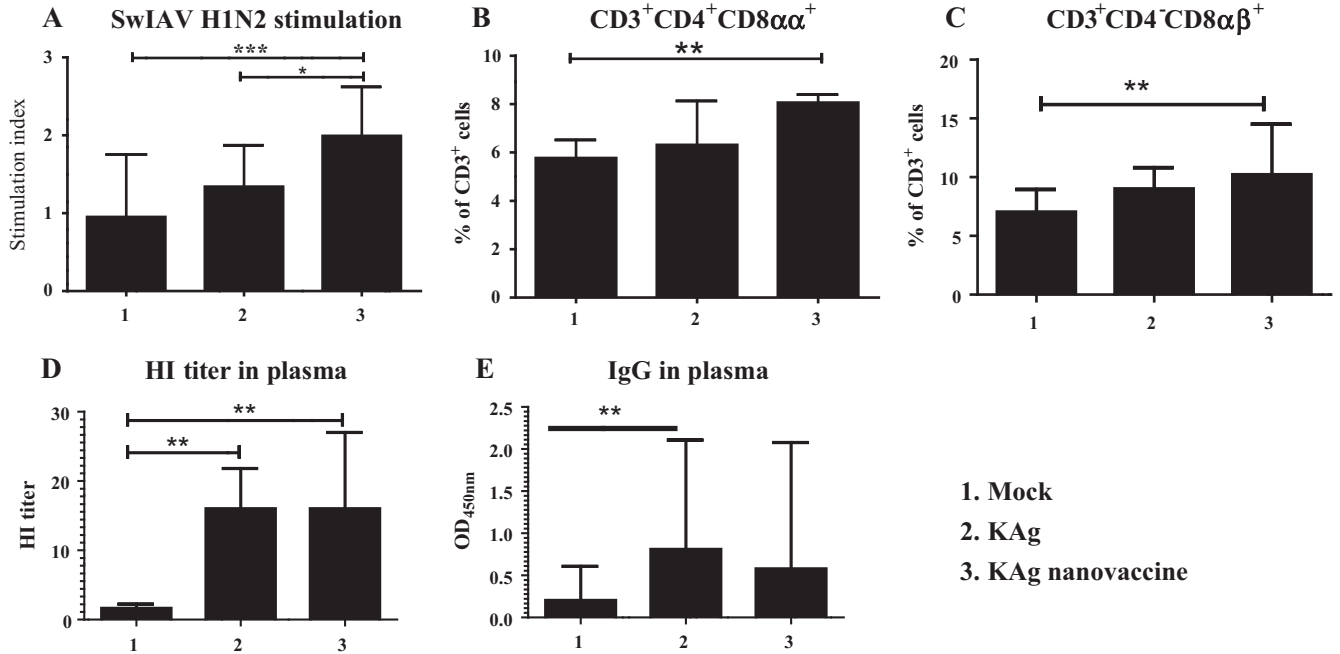 A SwIAV H1N2 stimulation
Stimulation index
3
2
1
0
***
*
1 2 3
B CD3⁺CD4⁺CD8αα⁺
% of CD3⁺ cells
10
8
6
4
2
0
**
1 2 3
C CD3⁺CD4⁻CD8αβ⁺
% of CD3⁺ cells
20
15
10
5
0
**
1 2 3
D HI titer in plasma
HI titer
30
20
10
0
**
**
1 2 3
E IgG in plasma
OD₄₅₀ₙₘ
2.5
2.0
1.5
1.0
0.5
0.0
**
1 2 3
1. Mock
2. KAg
3. KAg nanovaccine